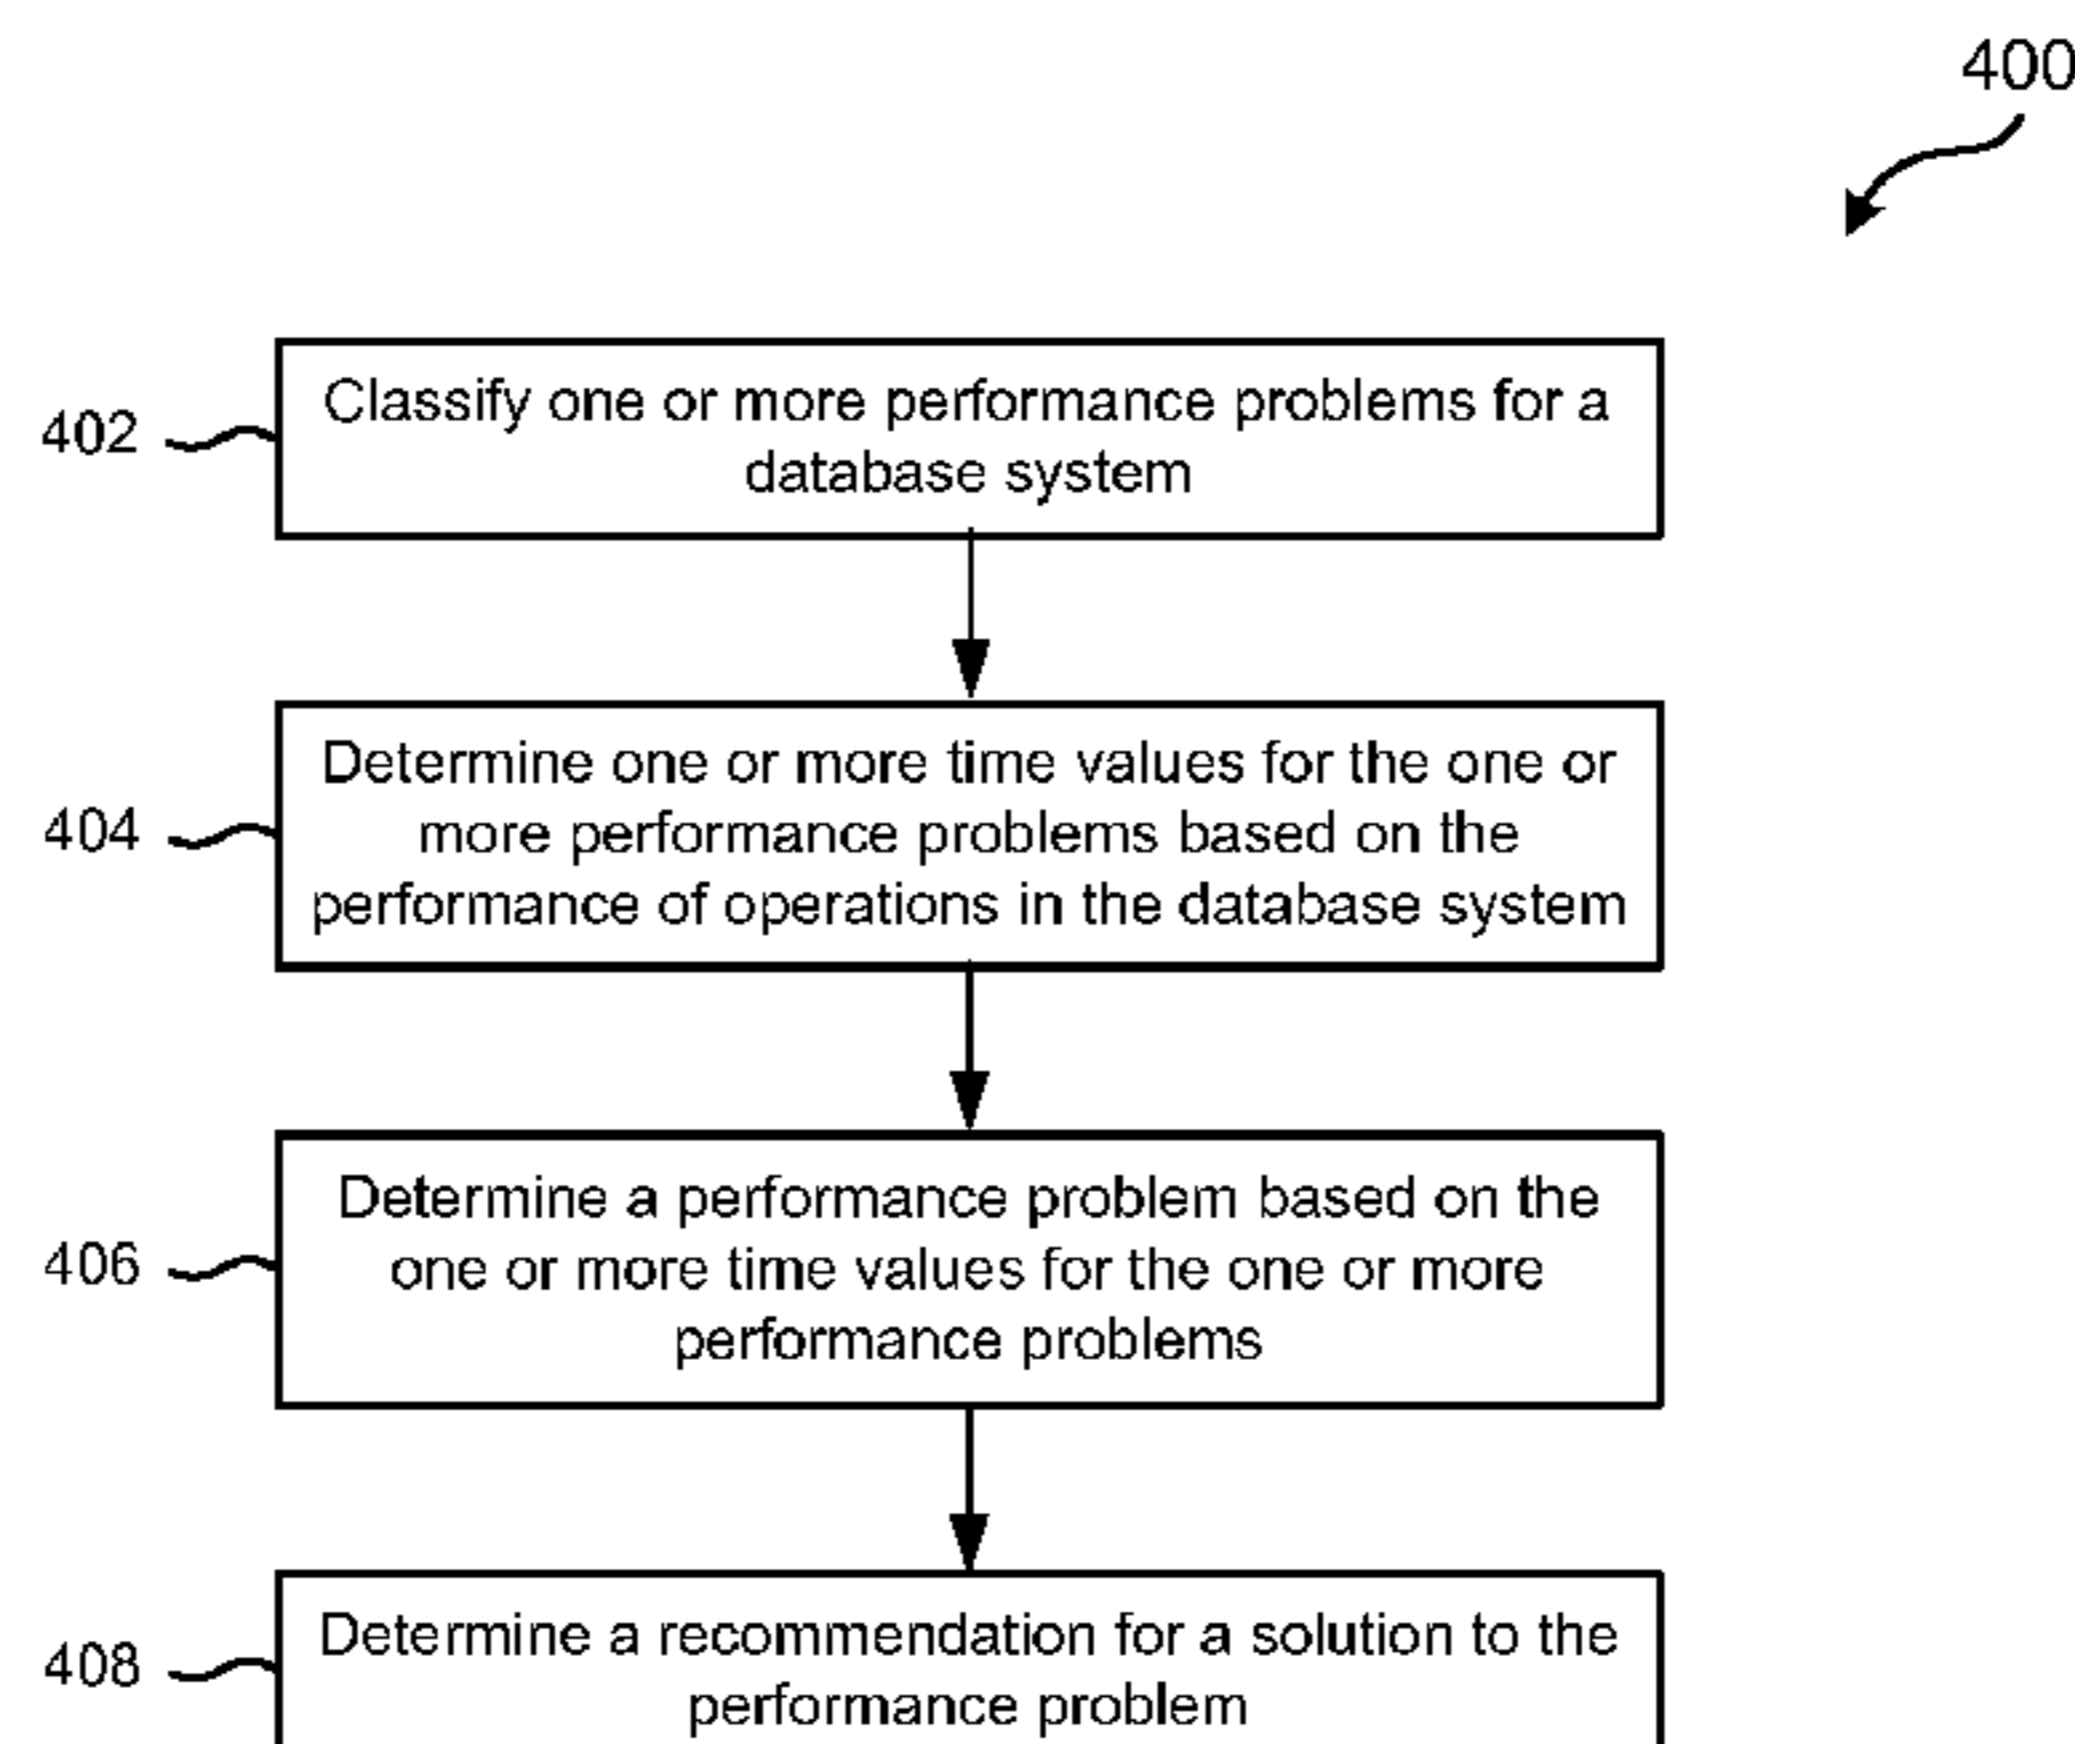 400
402
Classify one or more performance problems for a
database system
404
Determine one or more time values for the one or
more performance problems based on the
performance of operations in the database system
406
Determine a performance problem based on the
one or more time values for the one or more
performance problems
408
Determine a recommendation for a solution to the
performance problem